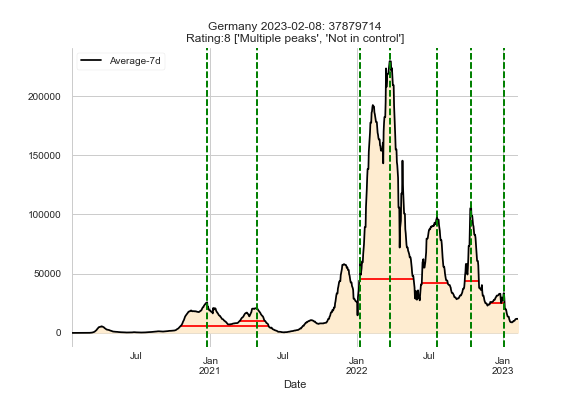 Germany 2023-02-08: 37879714
Rating:8 ['Multiple peaks', 'Not in control']
Average-7d
200000
150000
100000
50000
0
Jul
Jan
2021
Jul
Jan
2022
Jul
Jan
2023
Date